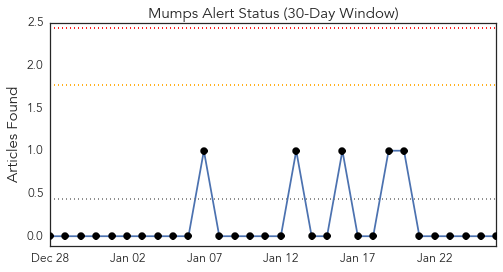 Mumps Alert Status (30-Day Window)
Articles Found
2.5
2.0
1.5
1.0
0.5
0.0
Dec 28 Jan 02 Jan 07 Jan 12 Jan 17 Jan 22